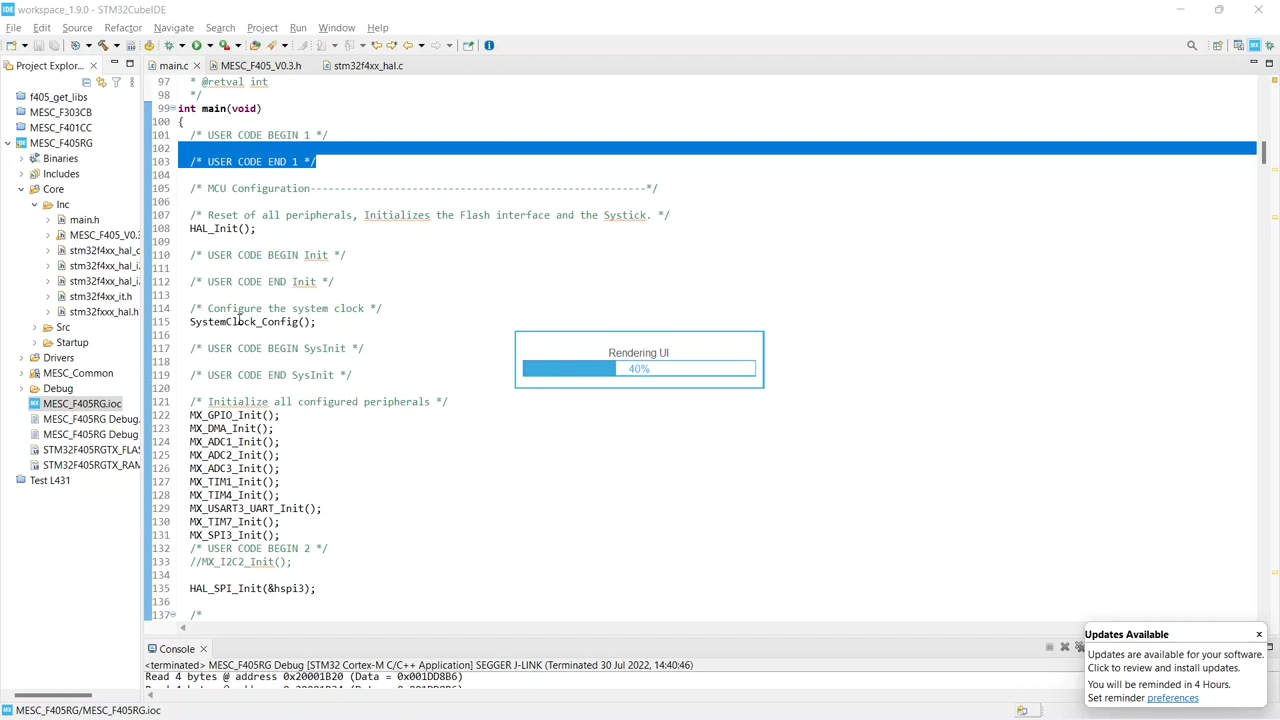 workspace_1.9.0 - STM32CubeIDE
File Edit Source Refactor Navigate Search Project Run Window Help
Project Explor...
main.c MESC_F405_V0.3.h stm32f4xx_hal.c
f405_get_libs
MESC_F303CB
MESC_F401CC
MESC_F405RG
Binaries
Includes
Core
Inc
main.h
MESC_F405_V0.3
stm32f4xx_hal_c
stm32f4xx_hal_i
stm32f4xx_hal_i
stm32f4xx_it.h
stm32fxxx_hal.h
Src
Startup
Drivers
MESC_Common
Debug
MESC_F405RG.ioc
MESC_F405RG Debug.
MESC_F405RG Debug
STM32F405RGTX_FLAS
STM32F405RGTX_RAM
Test L431
97 * @retval int
98 */
99 int main(void)
100 {
101 /* USER CODE BEGIN 1 */
102
103 /* USER CODE END 1 */
104
105 /* MCU Configuration--------------------------------------------------------*/
106
107 /* Reset of all peripherals, Initializes the Flash interface and the Systick. */
108 HAL_Init();
109
110 /* USER CODE BEGIN Init */
111
112 /* USER CODE END Init */
113
114 /* Configure the system clock */
115 SystemClock_Config();
116
117 /* USER CODE BEGIN SysInit */
118
119 /* USER CODE END SysInit */
120
121 /* Initialize all configured peripherals */
122 MX_GPIO_Init();
123 MX_DMA_Init();
124 MX_ADC1_Init();
125 MX_ADC2_Init();
126 MX_ADC3_Init();
127 MX_TIM1_Init();
128 MX_TIM4_Init();
129 MX_USART3_UART_Init();
130 MX_TIM7_Init();
131 MX_SPI3_Init();
132 /* USER CODE BEGIN 2 */
133 //MX_I2C2_Init();
134
135 HAL_SPI_Init(&hspi3);
136
137 /*
Rendering UI
40%
Console
<terminated> MESC_F405RG Debug [STM32 Cortex-M C/C++ Application] SEGGER J-LINK (Terminated 30 Jul 2022, 14:40:46)
Read 4 bytes @ address 0x20001B20 (Data = 0x001DD8B6)
Updates Available
Updates are available for your software.
Click to review and install updates.
You will be reminded in 4 Hours.
Set reminder preferences
MESC_F405RG/MESC_F405RG.ioc